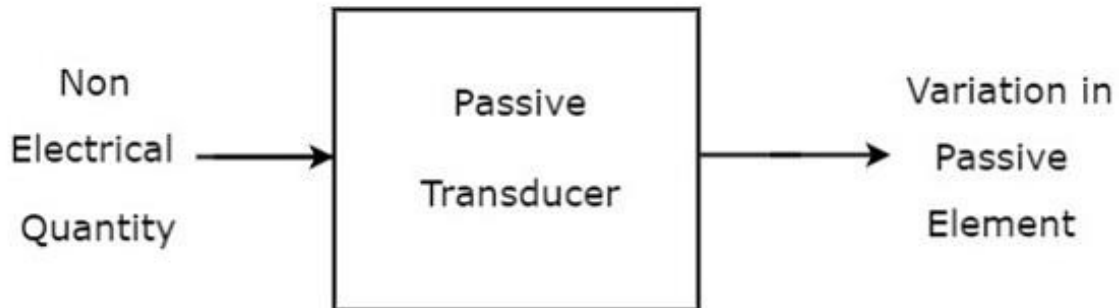 Non
Electrical
Quantity
Passive
Transducer
Variation in
Passive
Element